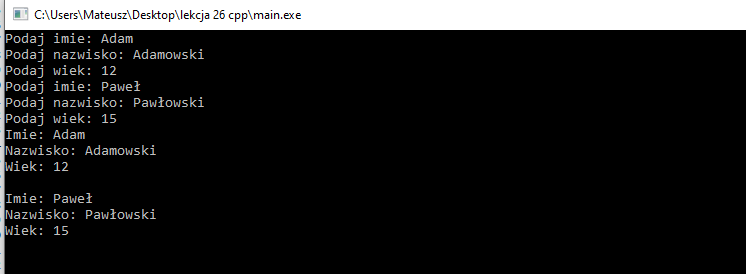 C:\Users\Mateusz\Desktop\lekcja 26 cpp\main.exe
Podaj imie: Adam
Podaj nazwisko: Adamowski
Podaj wiek: 12
Podaj imie: Paweł
Podaj nazwisko: Pawłowski
Podaj wiek: 15
Imie: Adam
Nazwisko: Adamowski
Wiek: 12
Imie: Paweł
Nazwisko: Pawłowski
Wiek: 15